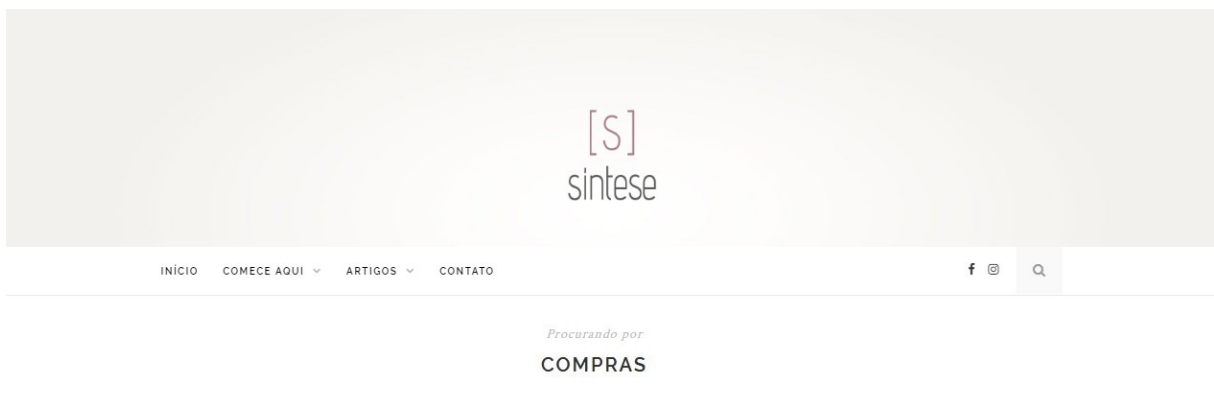 [S]
sintese
INÍCIO COMECE AQUI ARTIGOS CONTATO
Procurando por
COMPRAS